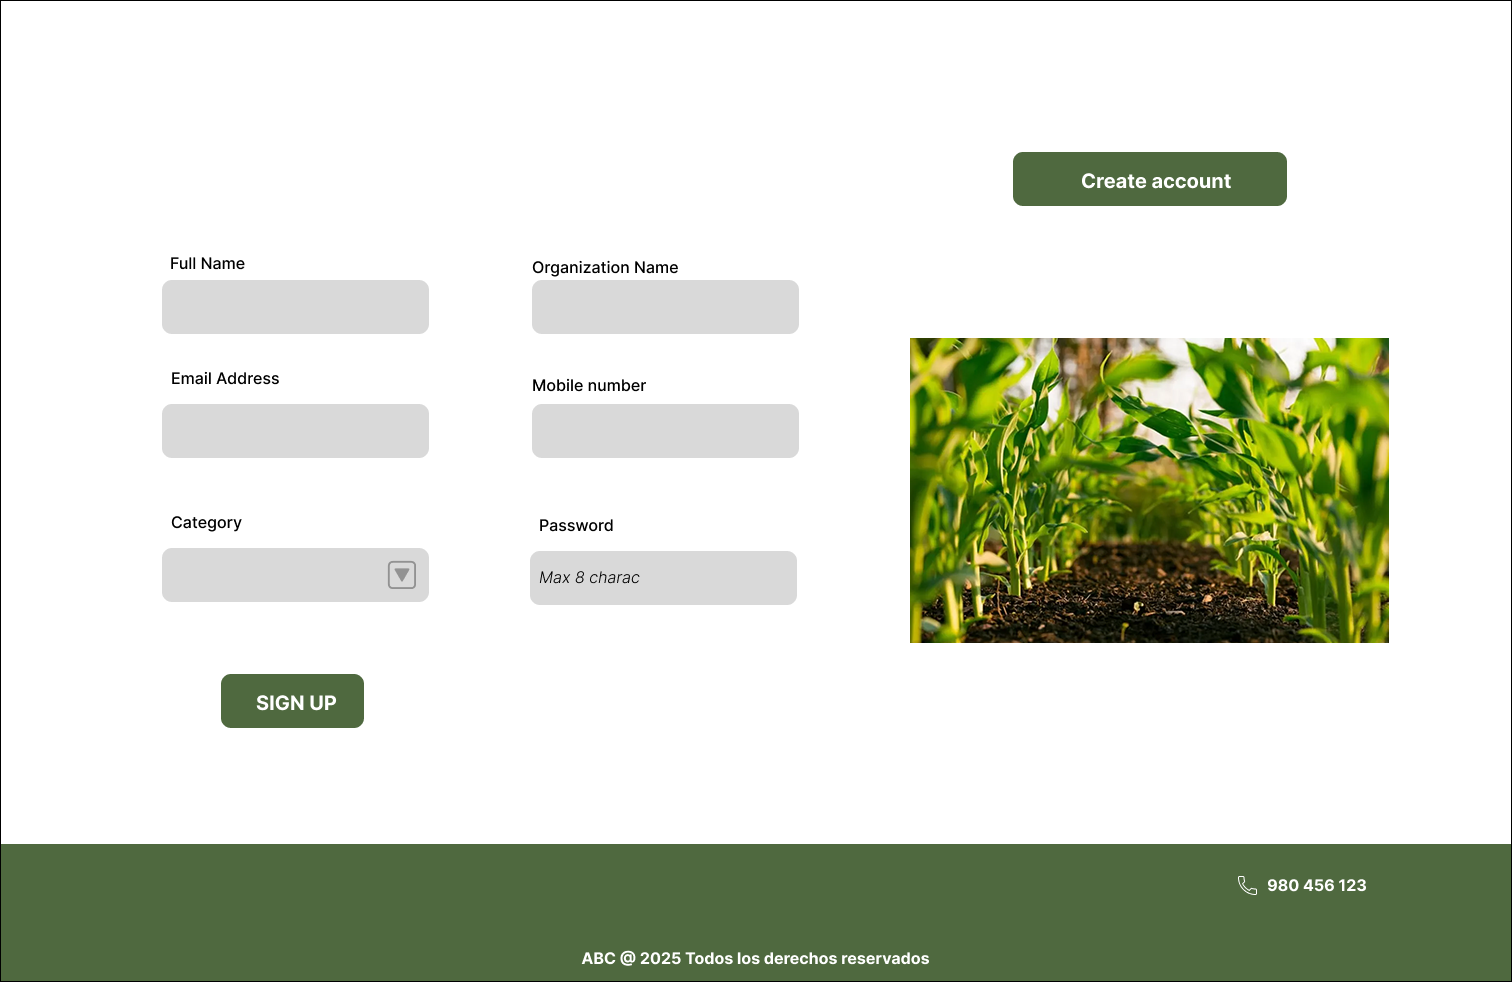 Create account
Full Name
Organization Name
Email Address
Mobile number
Category
Password
Max 8 charac
SIGN UP
980 456 123
ABC @ 2025 Todos los derechos reservados